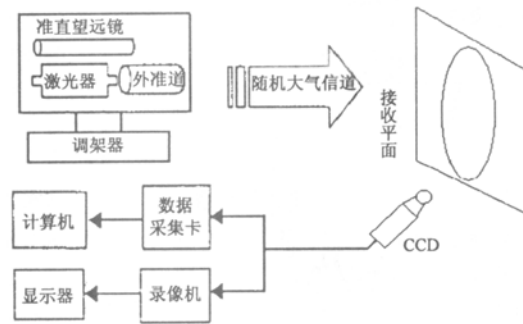 准直望远镜
激光器
外准道
调架器
随机大气信道
接收平面
CCD
数据
采集卡
计算机
录像机
显示器